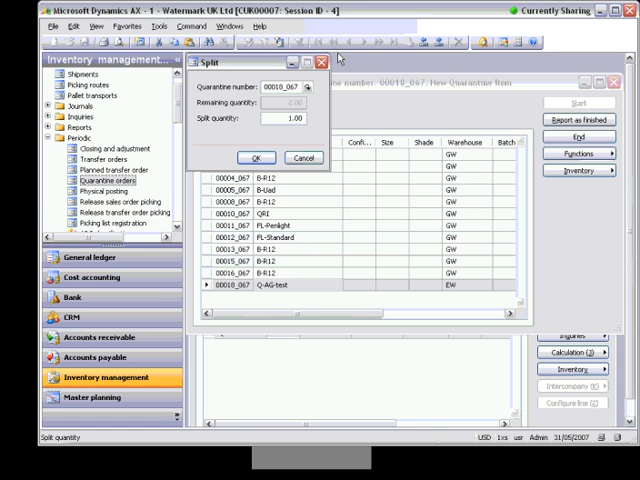 Microsoft Dynamics AX - 1 - Watermark UK Ltd [CUK00007: Session ID - 4]
Currently Sharing
File Edit View Favorites Tools Command Windows Help
Inventory management...
Shipments
Picking routes
Pallet transports
Journals
Inquiries
Reports
Periodic
Closing and adjustment
Transfer orders
Planned transfer order
Quarantine orders
Physical posting
Release sales order picking
Release transfer order picking
Picking list registration
General ledger
Cost accounting
Bank
CRM
Accounts receivable
Accounts payable
Inventory management
Master planning
Split
Quarantine number: 00018_067
Remaining quantity: 2.00
Split quantity: 1.00
OK Cancel
ine number: 00018_067: New Quarantine Item
Confi... Size Shade Warehouse Batch
GW
GW
00004_067 B-R12 GW
00005_067 B-Uad GW
00008_067 B-R12 GW
00010_067 QRI GW
00011_067 FL-Penlight GW
00012_067 FL-Standard GW
00013_067 B-R12 GW
00015_067 B-R12 GW
00016_067 B-R12 GW
00018_067 Q-AG-test EW
Start
Report as finished
End
Functions
Inventory
Inquiries
Calculation (J)
Inventory
Intercompany (K)
Configure line (Z)
Split quantity
USD 1xs usr Admin 31/05/2007